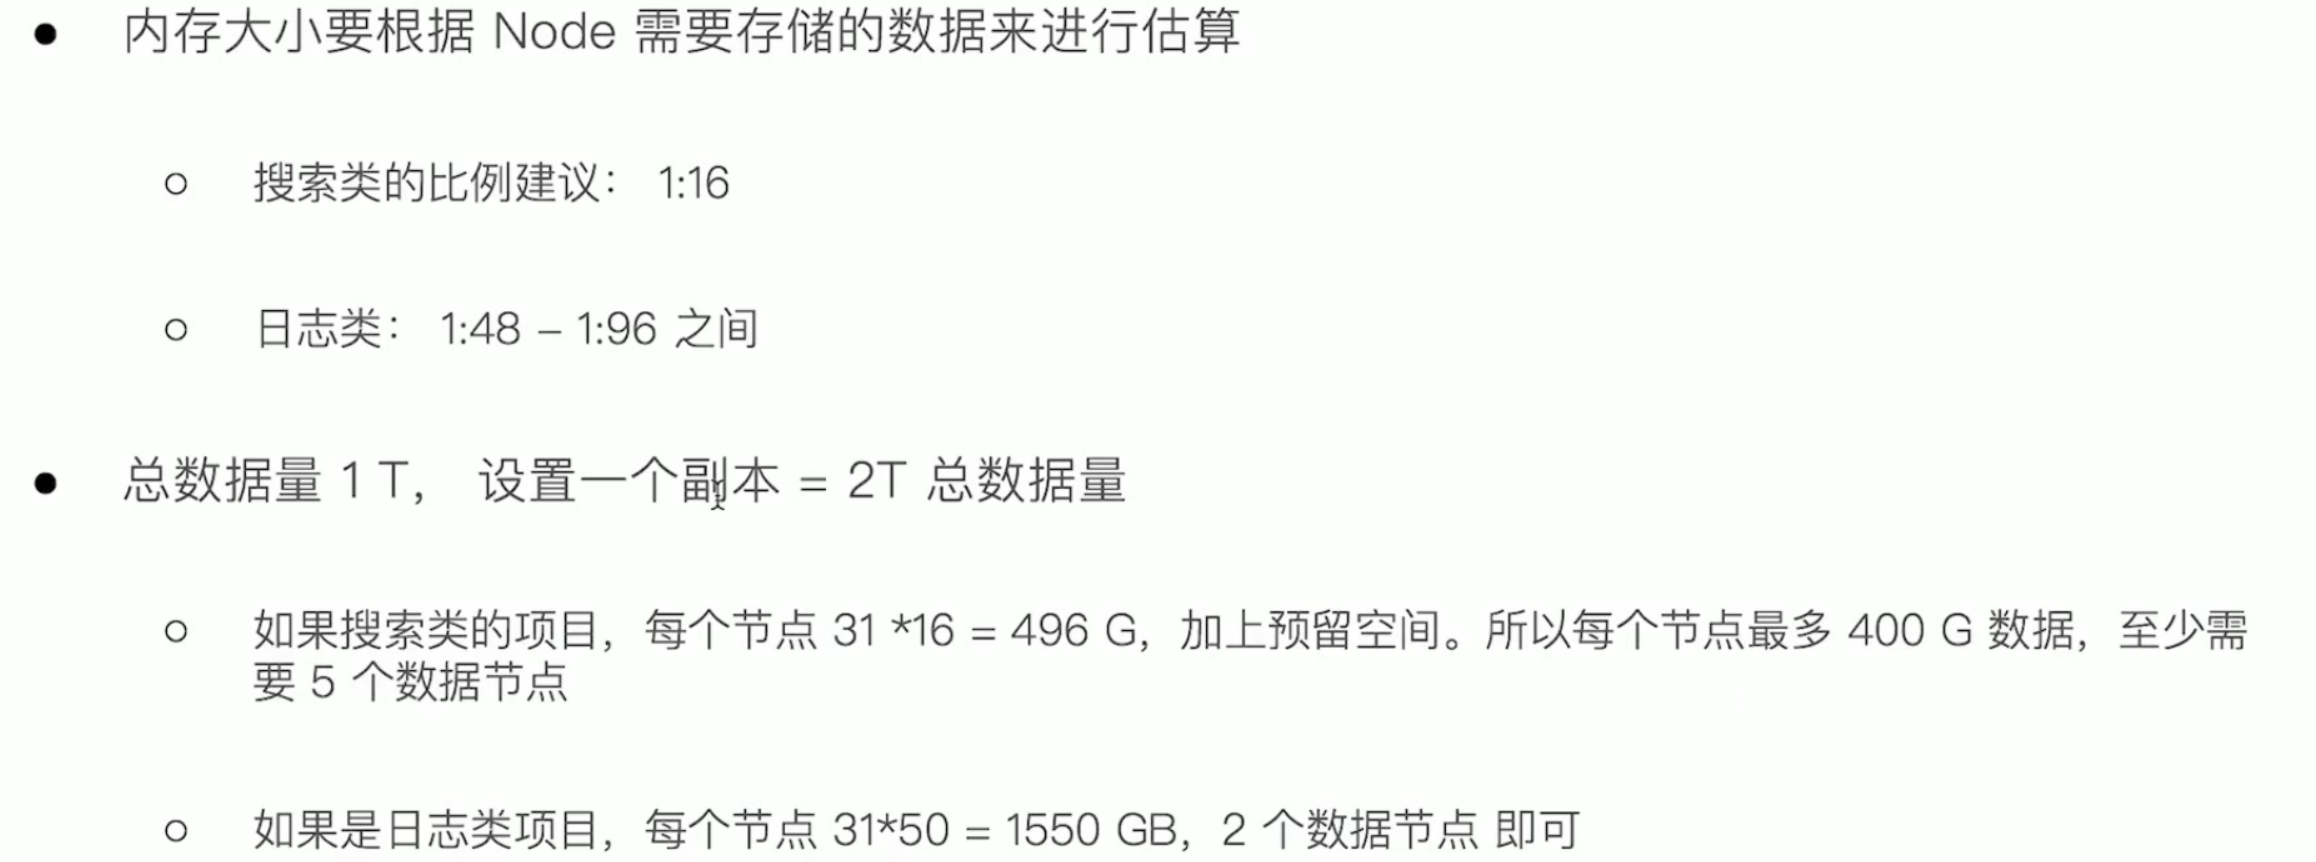 ● 内存大小要根据 Node 需要存储的数据来进行估算
○ 搜索类的比例建议： 1:16
○ 日志类： 1:48 – 1:96 之间
● 总数据量 1 T， 设置一个副本 = 2T 总数据量
○ 如果搜索类的项目，每个节点 31 *16 = 496 G，加上预留空间。所以每个节点最多 400 G 数据，至少需
要 5 个数据节点
○ 如果是日志类项目，每个节点 31*50 = 1550 GB，2 个数据节点 即可